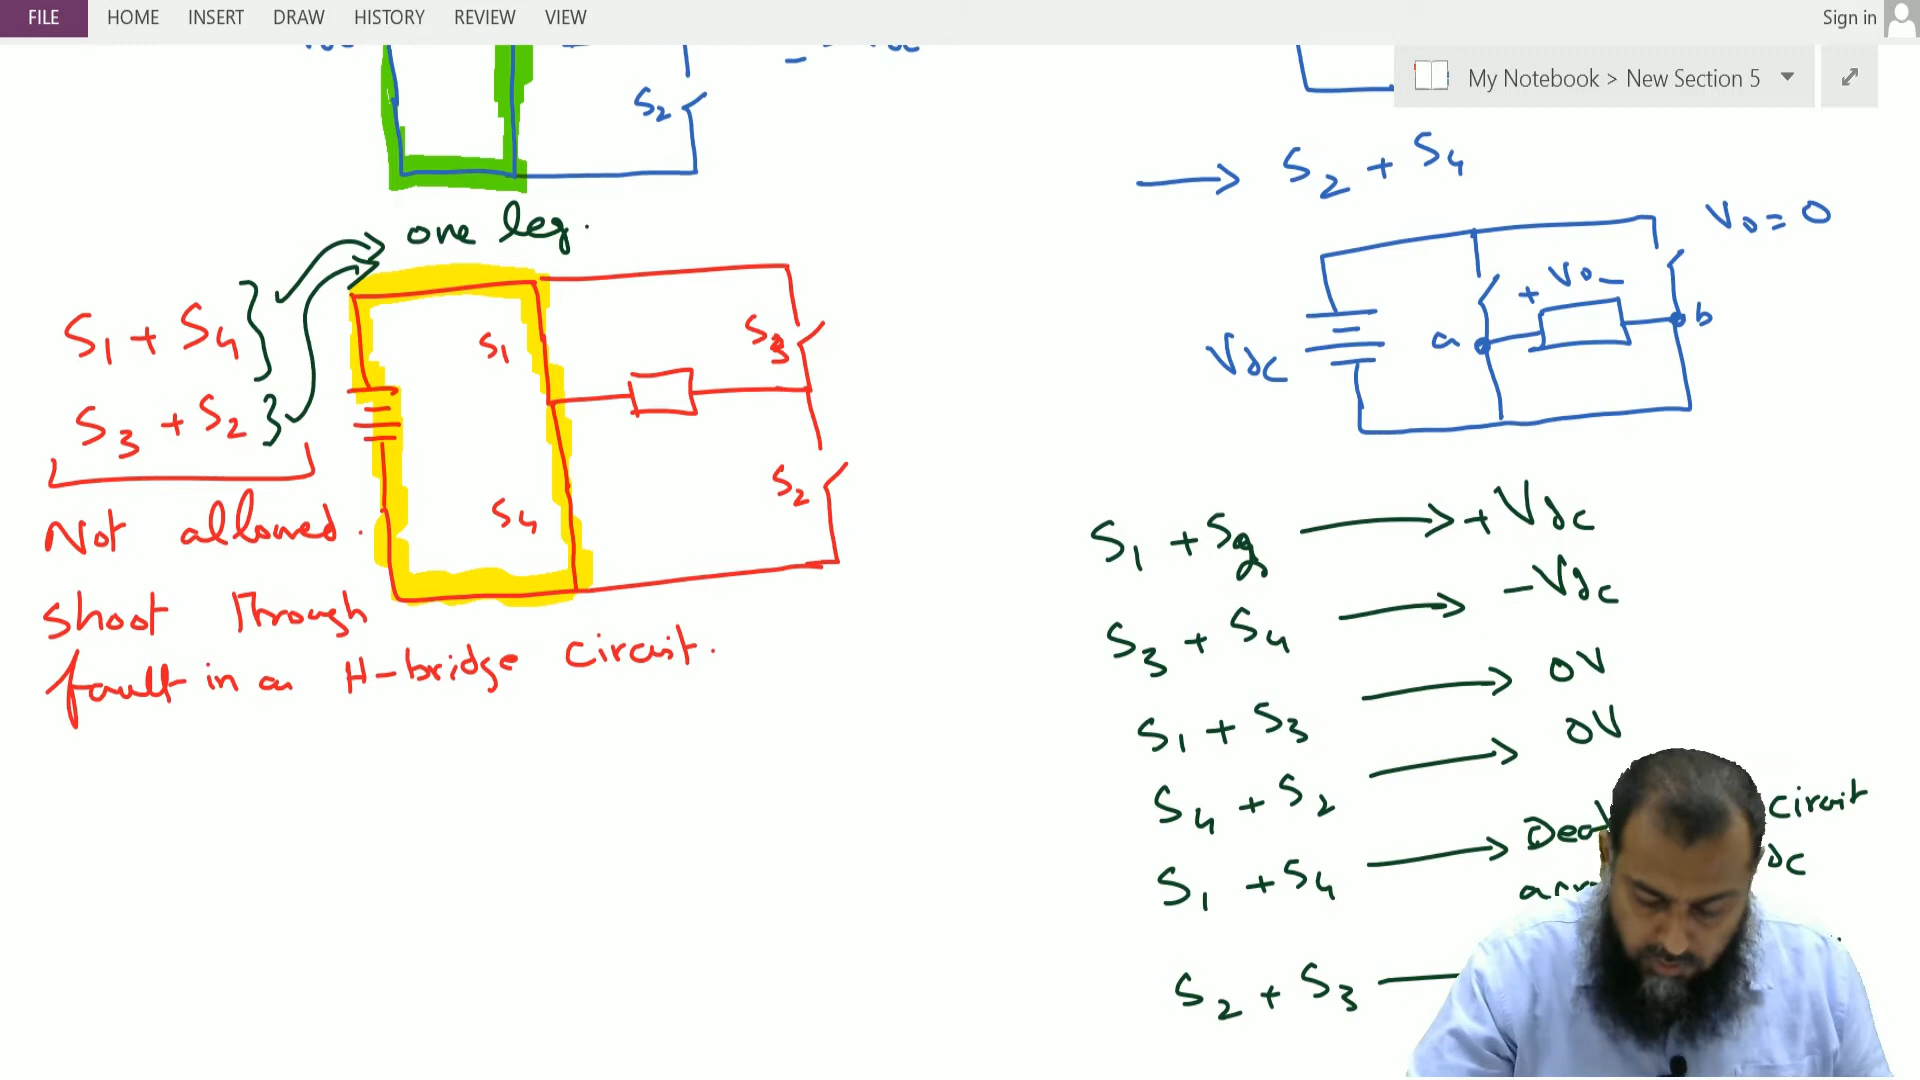 FILE HOME INSERT DRAW HISTORY REVIEW VIEW Sign in
My Notebook > New Section 5
S2
one leg.
S1 + S4 }
S3 + S2 }
Not allowed.
Shoot Through
fault in a H-bridge circuit.
S1
S3
S4
S2
S2 + S4
Vo = 0
+ Vo -
a
b
Vdc
S1 + S2 → + Vdc
S3 + S4 → - Vdc
S1 + S3 → 0V
S4 + S2 → 0V
S1 + S4 → circuit
dc
S2 + S3